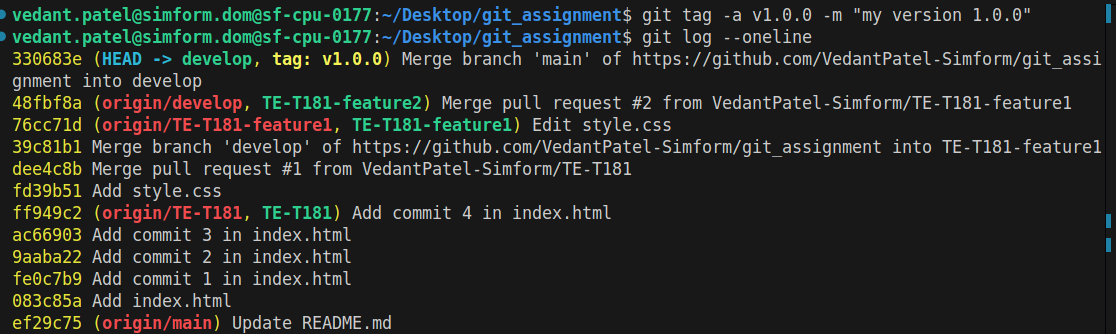 vedant.patel@simform.dom@sf-cpu-0177:~/Desktop/git_assignment$ git tag -a v1.0.0 -m "my version 1.0.0"
vedant.patel@simform.dom@sf-cpu-0177:~/Desktop/git_assignment$ git log --oneline
330683e (HEAD -> develop, tag: v1.0.0) Merge branch 'main' of https://github.com/VedantPatel-Simform/git_assi
gnment into develop
48fbf8a (origin/develop, TE-T181-feature2) Merge pull request #2 from VedantPatel-Simform/TE-T181-feature1
76cc71d (origin/TE-T181-feature1, TE-T181-feature1) Edit style.css
39c81b1 Merge branch 'develop' of https://github.com/VedantPatel-Simform/git_assignment into TE-T181-feature1
dee4c8b Merge pull request #1 from VedantPatel-Simform/TE-T181
fd39b51 Add style.css
ff949c2 (origin/TE-T181, TE-T181) Add commit 4 in index.html
ac66903 Add commit 3 in index.html
9aaba22 Add commit 2 in index.html
fe0c7b9 Add commit 1 in index.html
083c85a Add index.html
ef29c75 (origin/main) Update README.md